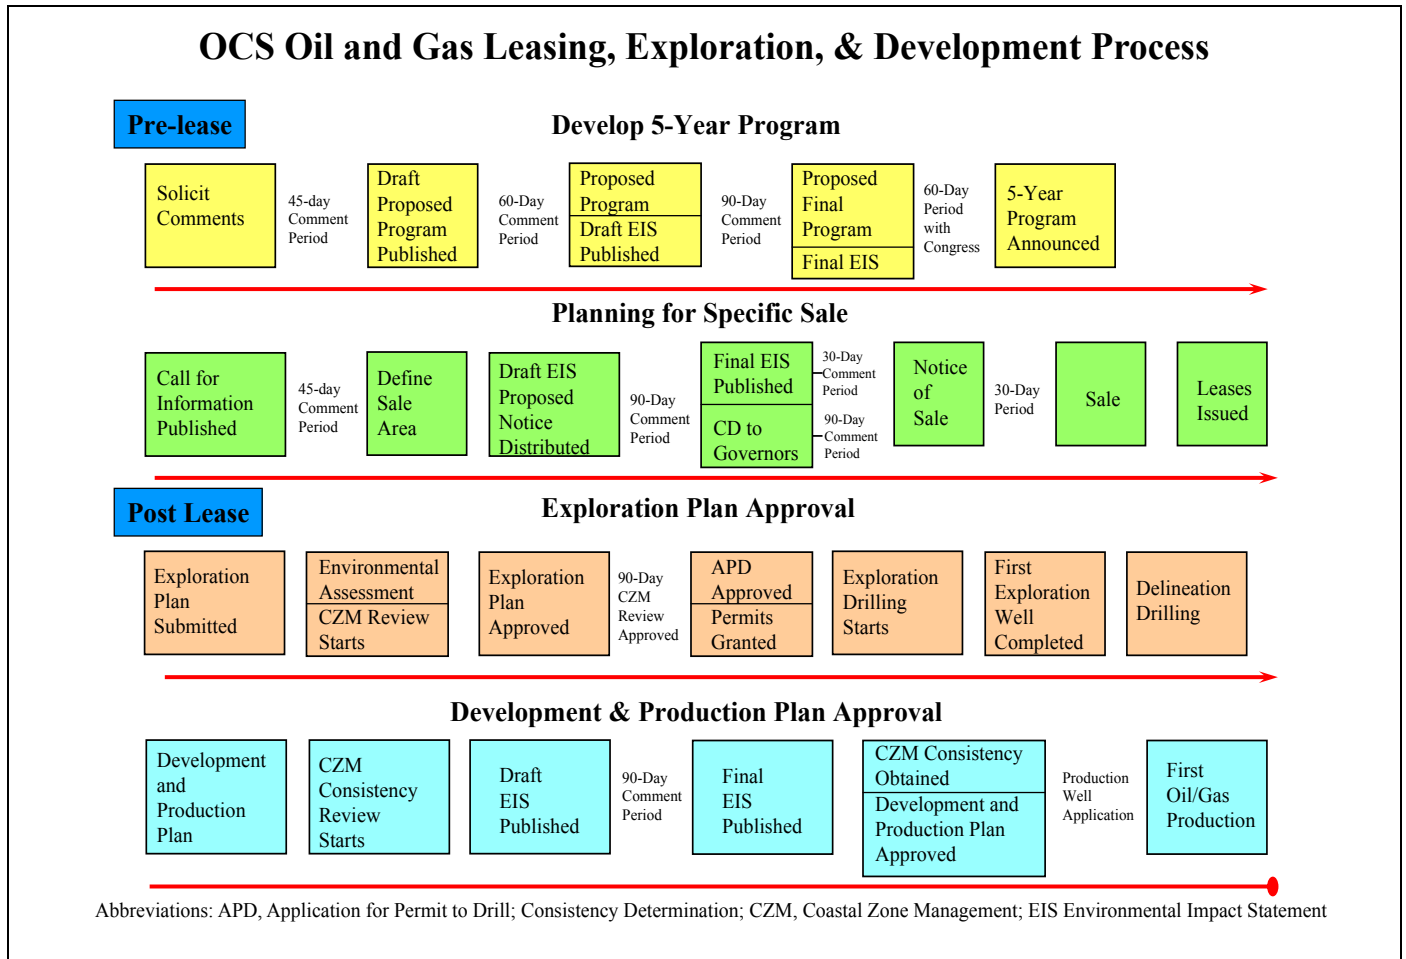 OCS Oil and Gas Leasing, Exploration, & Development Process
Pre-lease
Develop 5-Year Program
Solicit
Comments
45-day
Comment
Period
Draft
Proposed
Program
Published
60-Day
Comment
Period
Proposed
Program
Draft EIS
Published
90-Day
Comment
Period
Proposed
Final
Program
Final EIS
60-Day
Period
with
Congress
5-Year
Program
Announced
Planning for Specific Sale
Call for
Information
Published
45-day
Comment
Period
Define
Sale
Area
Draft EIS
Proposed
Notice
Distributed
90-Day
Comment
Period
Final EIS
Published
CD to
Governors
30-Day
Comment
Period
90-Day
Comment
Period
Notice
of
Sale
30-Day
Period
Sale
Leases
Issued
Post Lease
Exploration Plan Approval
Exploration
Plan
Submitted
Environmental
Assessment
CZM Review
Starts
Exploration
Plan
Approved
90-Day
CZM
Review
Approved
APD
Approved
Permits
Granted
Exploration
Drilling
Starts
First
Exploration
Well
Completed
Delineation
Drilling
Development & Production Plan Approval
Development
and
Production
Plan
CZM
Consistency
Review
Starts
Draft
EIS
Published
90-Day
Comment
Period
Final
EIS
Published
CZM Consistency
Obtained
Development and
Production Plan
Approved
Production
Well
Application
First
Oil/Gas
Production
Abbreviations: APD, Application for Permit to Drill; Consistency Determination; CZM, Coastal Zone Management; EIS Environmental Impact Statement